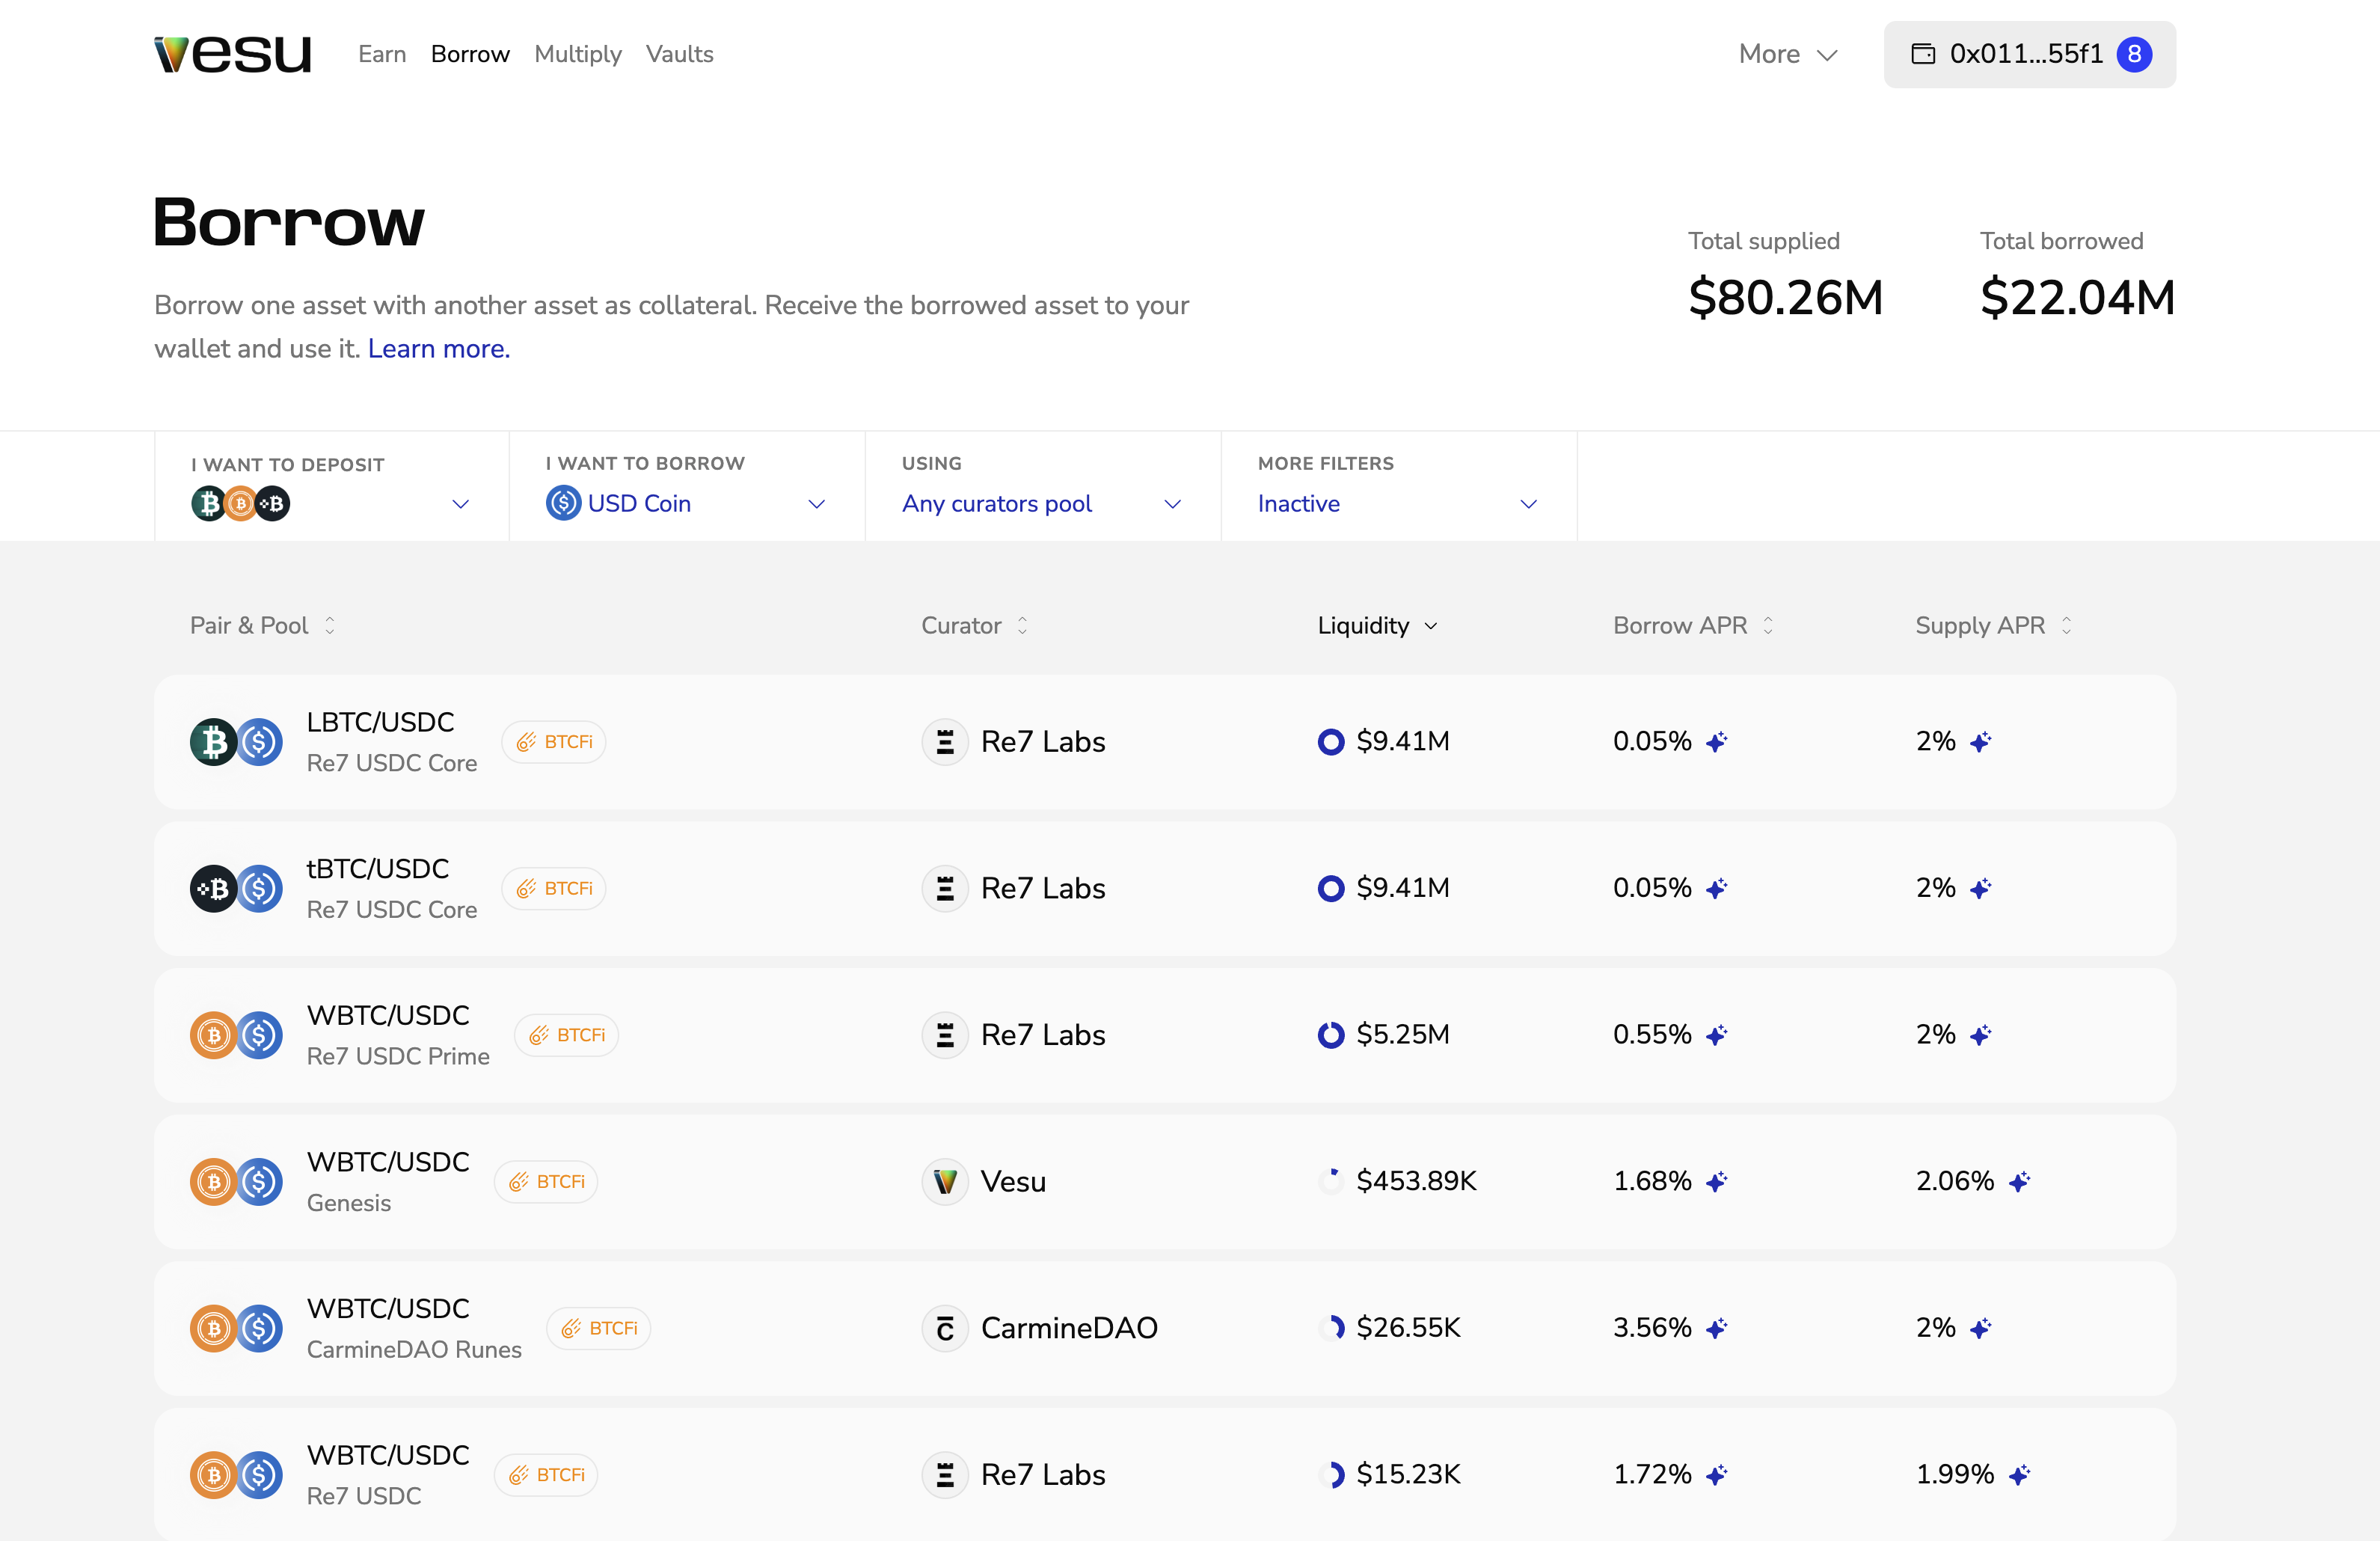 vesu Earn Borrow Multiply Vaults More 0x011...55f1 8
Borrow
Borrow one asset with another asset as collateral. Receive the borrowed asset to your
wallet and use it. Learn more.
Total supplied
$80.26M
Total borrowed
$22.04M
I WANT TO DEPOSIT
I WANT TO BORROW
USD Coin
USING
Any curators pool
MORE FILTERS
Inactive
Pair & Pool Curator Liquidity Borrow APR Supply APR
LBTC/USDC
Re7 USDC Core
BTCFi Re7 Labs $9.41M 0.05% 2%
tBTC/USDC
Re7 USDC Core
BTCFi Re7 Labs $9.41M 0.05% 2%
WBTC/USDC
Re7 USDC Prime
BTCFi Re7 Labs $5.25M 0.55% 2%
WBTC/USDC
Genesis
BTCFi Vesu $453.89K 1.68% 2.06%
WBTC/USDC
CarmineDAO Runes
BTCFi CarmineDAO $26.55K 3.56% 2%
WBTC/USDC
Re7 USDC
BTCFi Re7 Labs $15.23K 1.72% 1.99%